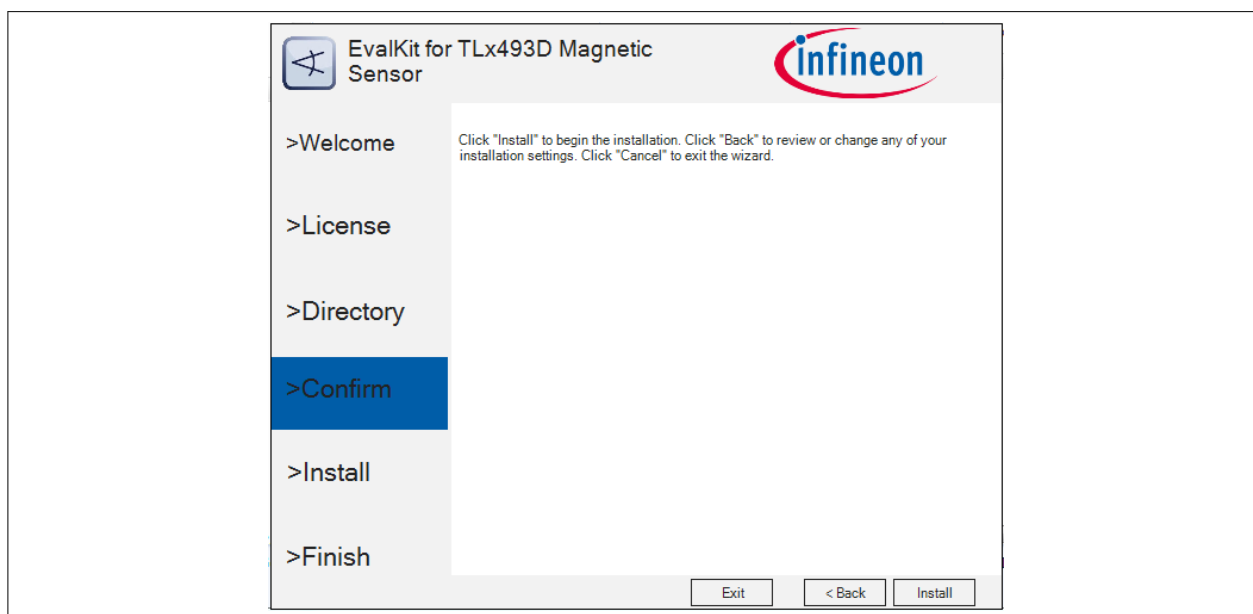 EvalKit for TLx493D Magnetic
Sensor
infineon
>Welcome
Click "Install" to begin the installation. Click "Back" to review or change any of your
installation settings. Click "Cancel" to exit the wizard.
>License
>Directory
>Confirm
>Install
>Finish
Exit
< Back
Install